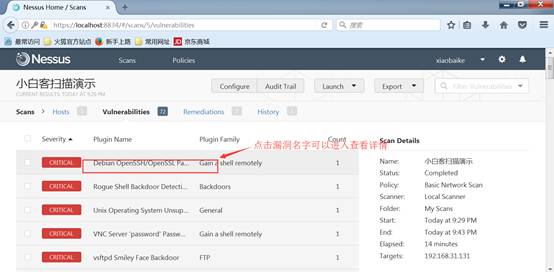 Nessus Home / Scans
https://localhost:8834/#/scans/5/vulnerabilities
搜索
最常访问 火狐官方站点 新手上路 常用网址 JD 京东商城
Nessus Scans Policies xiaobaike
小白客扫描演示
CURRENT RESULTS: TODAY AT 9:29 PM
Configure Audit Trail Launch Export Filter Vulnerabilities
Scans > Hosts 1 Vulnerabilities 72 Remediations History 1
Severity Plugin Name Plugin Family Count
点击漏洞名字可以进入查看详情
CRITICAL Debian OpenSSH/OpenSSL Pa... Gain a shell remotely 1
CRITICAL Rogue Shell Backdoor Detecti... Backdoors 1
CRITICAL Unix Operating System Unsup... General 1
CRITICAL VNC Server 'password' Passw... Gain a shell remotely 1
CRITICAL vsftpd Smiley Face Backdoor FTP 1
Scan Details
Name: 小白客扫描演示
Status: Completed
Policy: Basic Network Scan
Scanner: Local Scanner
Folder: My Scans
Start: Today at 9:29 PM
End: Today at 9:43 PM
Elapsed: 14 minutes
Targets: 192.168.31.131